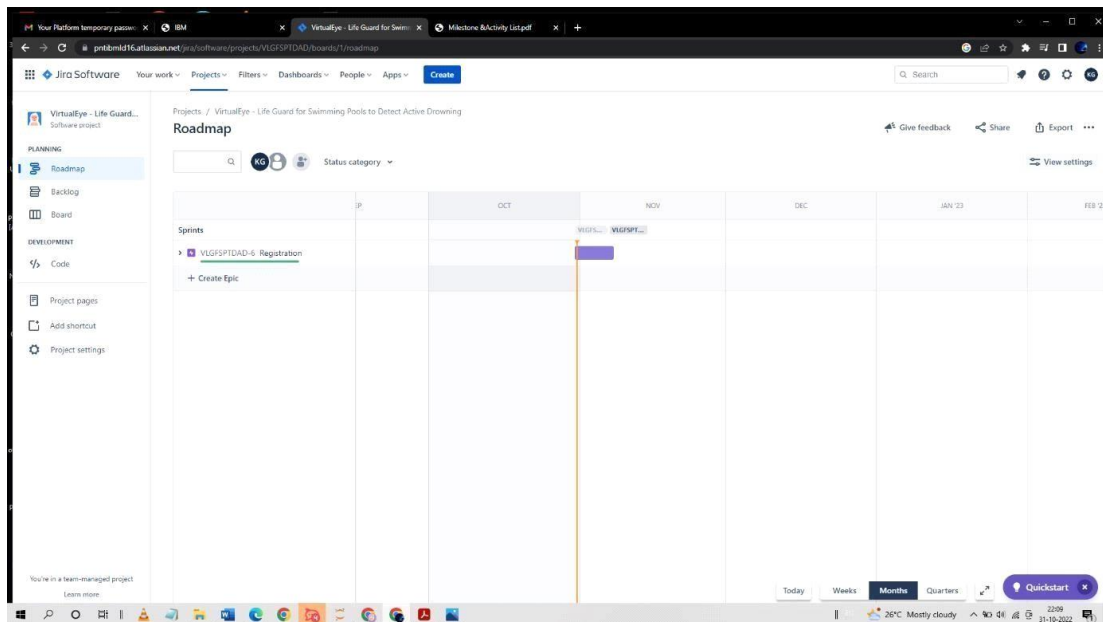 Your Platform temporary passwo
IBM
VirtualEye - Life Guard for Swimm
Milestone &Activity List.pdf
pntibmld16.atlassian.net/jira/software/projects/VLGFSPTDAD/boards/1/roadmap
Jira Software Your work Projects Filters Dashboards People Apps Create Search KG
VirtualEye - Life Guard...
Software project
Projects / VirtualEye - Life Guard for Swimming Pools to Detect Active Drowning
Roadmap
Give feedback Share Export
KG Status category
View settings
PLANNING
Roadmap
Backlog
Board
DEVELOPMENT
Code
Project pages
Add shortcut
Project settings
OCT NOV DEC JAN '23
Sprints
VLGFS... VLGFSPT...
VLGFSPTDAD-6 Registration
+ Create Epic
You're in a team-managed project
Learn more
Today Weeks Months Quarters
Quickstart
26°C Mostly cloudy
22:09
31-10-2022